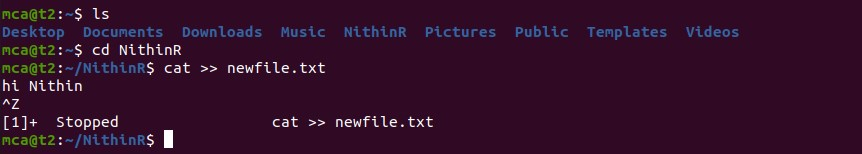 mca@t2:~$ ls
Desktop  Documents  Downloads  Music  NithinR  Pictures  Public  Templates  Videos
mca@t2:~$ cd NithinR
mca@t2:~/NithinR$ cat >> newfile.txt
hi Nithin
^Z
[1]+  Stopped                 cat >> newfile.txt
mca@t2:~/NithinR$